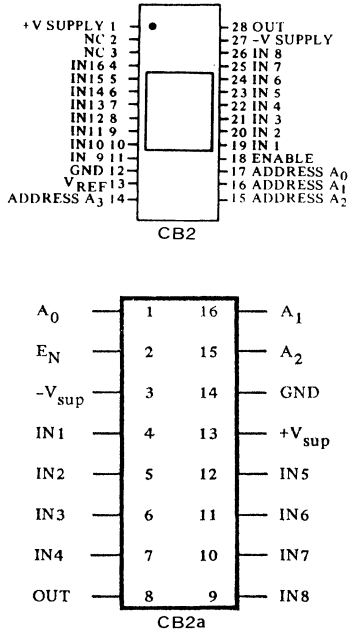 +V SUPPLY 1 28 OUT
NC 2 27 -V SUPPLY
NC 3 26 IN 8
IN16 4 25 IN 7
IN15 5 24 IN 6
IN14 6 23 IN 5
IN13 7 22 IN 4
IN12 8 21 IN 3
IN11 9 20 IN 2
IN10 10 19 IN 1
IN 9 11 18 ENABLE
GND 12 17 ADDRESS A0
VREF 13 16 ADDRESS A1
ADDRESS A3 14 15 ADDRESS A2
CB2
A0 1 16 A1
EN 2 15 A2
-Vsup 3 14 GND
IN1 4 13 +Vsup
IN2 5 12 IN5
IN3 6 11 IN6
IN4 7 10 IN7
OUT 8 9 IN8
CB2a